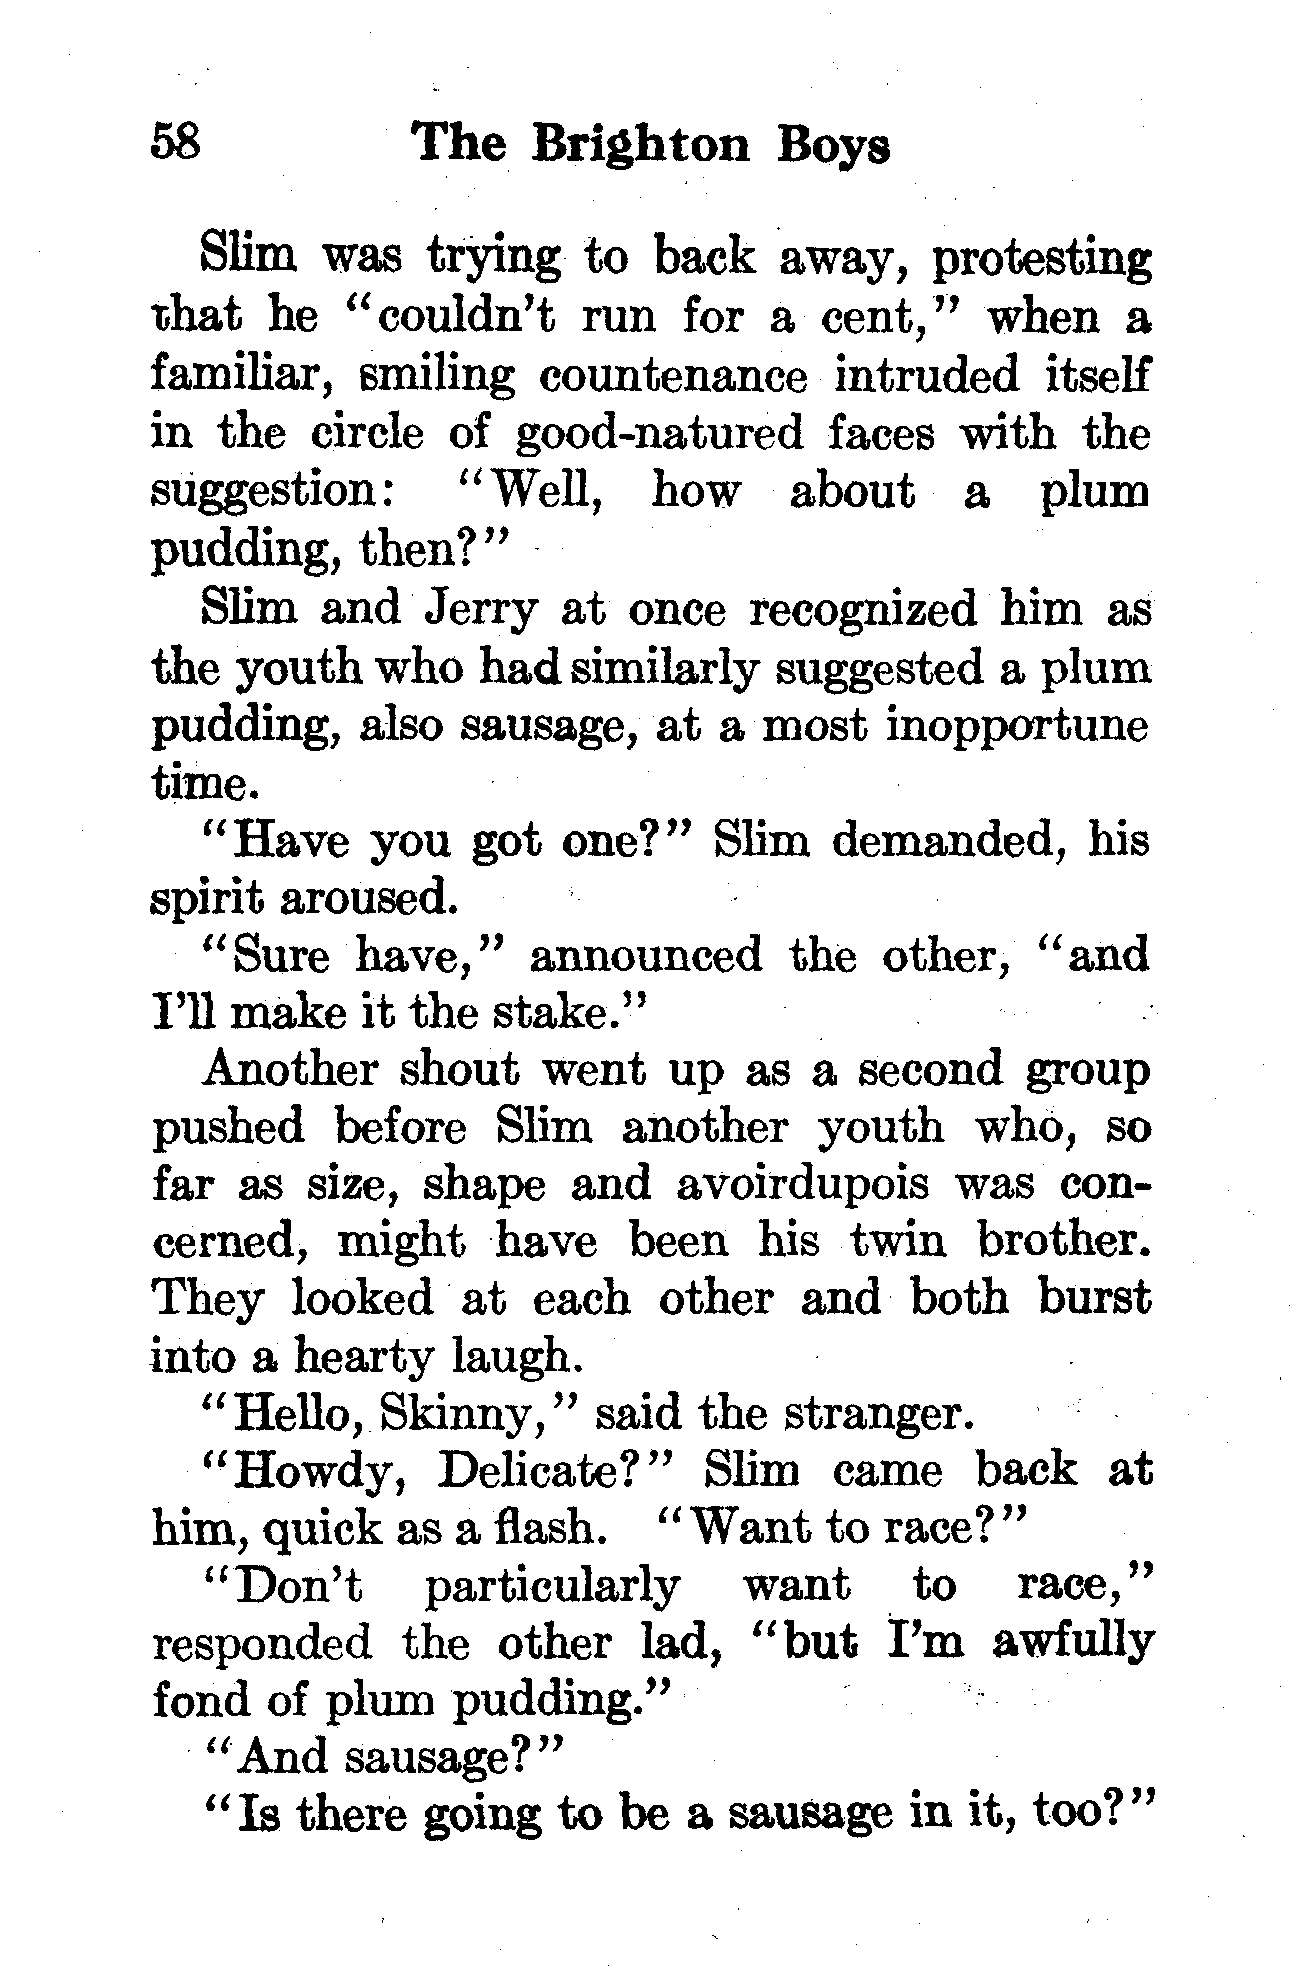 58 The Brighton Boys
Slim was trying to back away, protesting
that he "couldn't run for a cent," when a
familiar, smiling countenance intruded itself
in the circle of good-natured faces with the
suggestion: "Well, how about a plum
pudding, then?"
Slim and Jerry at once recognized him as
the youth who had similarly suggested a plum
pudding, also sausage, at a most inopportune
time.
"Have you got one?" Slim demanded, his
spirit aroused.
"Sure have," announced the other, "and
I'll make it the stake."
Another shout went up as a second group
pushed before Slim another youth who, so
far as size, shape and avoirdupois was con-
cerned, might have been his twin brother.
They looked at each other and both burst
into a hearty laugh.
"Hello, Skinny," said the stranger.
"Howdy, Delicate?" Slim came back at
him, quick as a flash. "Want to race?"
"Don't particularly want to race,"
responded the other lad, "but I'm awfully
fond of plum pudding."
"And sausage?"
"Is there going to be a sausage in it, too?"